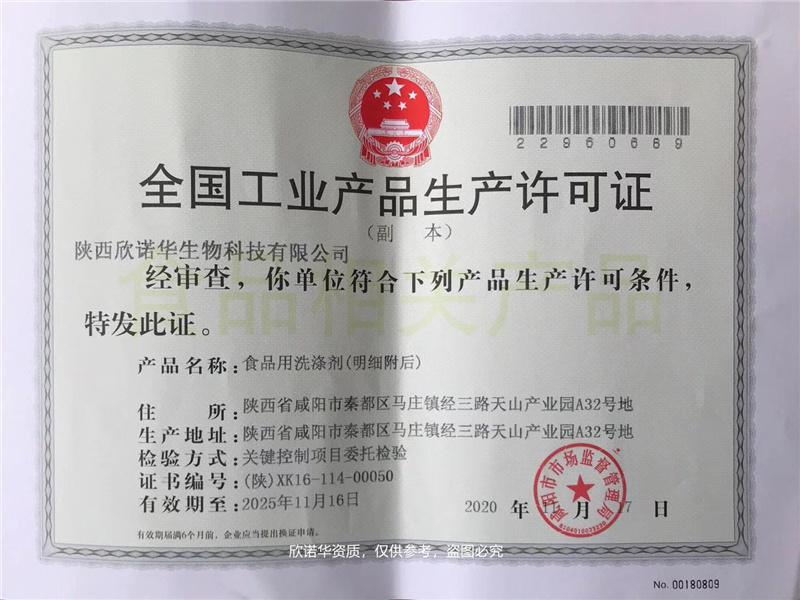 22960669
全国工业产品生产许可证
（副 本）
陕西欣诺华生物科技有限公司
经审查，你单位符合下列产品生产许可条件，
特发此证。
食品相关产品
产品名称：食品用洗涤剂(明细附后)
住 所：陕西省咸阳市秦都区马庄镇经三路天山产业园A32号地
生产地址：陕西省咸阳市秦都区马庄镇经三路天山产业园A32号地
检验方式：关键控制项目委托检验
证书编号：(陕)XK16-114-00050
有效期至：2025年11月16日
2020 年 11 月 17 日
咸阳市市场监督管理局
有效期届满6个月前，企业应当提出换证申请。
欣诺华资质，仅供参考，盗图必究
No. 00180809